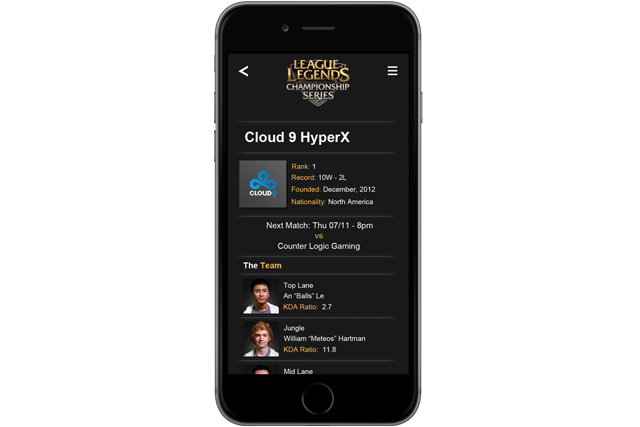 <
LEAGUE
OF
LEGENDS
CHAMPIONSHIP
SERIES
Cloud 9 HyperX
CLOUD9
Rank: 1
Record: 10W - 2L
Founded: December, 2012
Nationality: North America
Next Match: Thu 07/11 - 8pm
vs
Counter Logic Gaming
The Team
Top Lane
An “Balls” Le
KDA Ratio: 2.7
Jungle
William “Meteos” Hartman
KDA Ratio: 11.8
Mid Lane